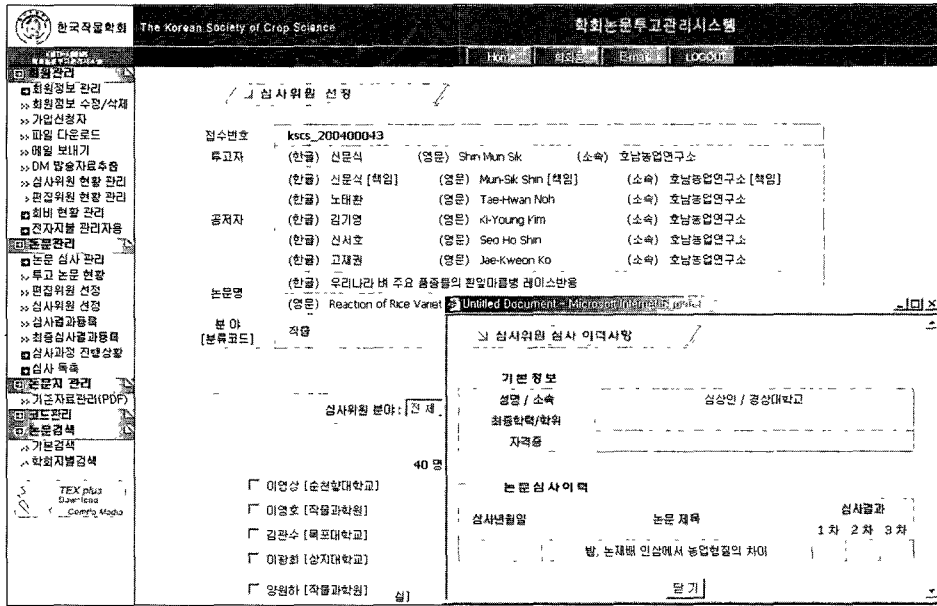 한국작물학회
The Korean Society of Crop Science
학회논문투고관리시스템
Home
E-mail
LOGOUT
회원관리
회원정보 관리
회원정보 수정/삭제
가입신청자
파일 다운로드
메일 보내기
DM 발송자료추출
심사위원 현황 관리
편집위원 현황 관리
회비 현황 관리
전자지불 관리자용
논문관리
논문 심사 관리
투고 논문 현황
편집위원 선정
심사위원 선정
심사결과등록
최종심사결과등록
심사과정 진행상황
심사 독촉
논문지 관리
기준자료관리(PDF)
코드관리
논문검색
기본검색
학회지별검색
TEX plus
Download
Comfo Media
심사위원 선정
접수번호 kscs_200400043
투고자 (한글) 신문식 (영문) Shin Mun Sik (소속) 호남농업연구소
(한글) 신문식 [책임] (영문) Mun-Sik Shin [책임] (소속) 호남농업연구소 [책임]
(한글) 노태환 (영문) Tae-Hwan Noh (소속) 호남농업연구소
공저자 (한글) 김기영 (영문) Ki-Young Kim (소속) 호남농업연구소
(한글) 신서호 (영문) Seo Ho Shin (소속) 호남농업연구소
(한글) 고재권 (영문) Jae-Kweon Ko (소속) 호남농업연구소
논문명 (한글) 우리나라 벼 주요 품종들의 흰잎마름병 레이스반응
(영문) Reaction of Rice Variet
분 야
[분류코드]
작물
심사위원 분야 : 전 체
40 명
이영상 [순천향대학교]
이영호 [작물과학원]
김관수 [목포대학교]
이왕희 [상지대학교]
양원하 [작물과학원]
실]
Untitled Document - Microsoft Internet Explorer
심사위원 심사 이력사항
기본 정보
성명 / 소속 심상인 / 경상대학교
최종학력/학위
자격증
논문심사이력
심사년월일 논문 제목 심사결과
1차 2차 3차
밭, 논재배 인삼에서 농업형질의 차이
닫 기